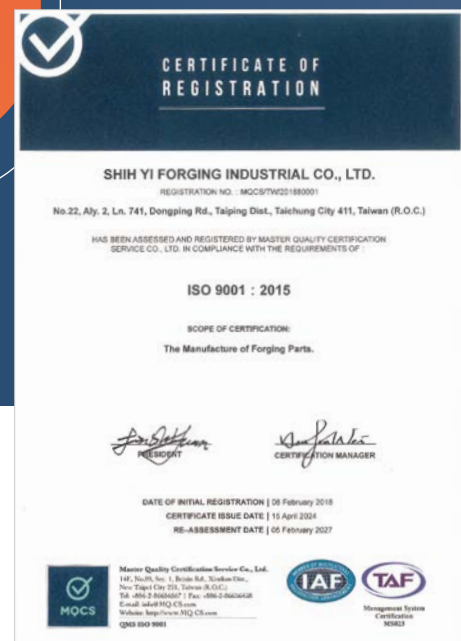 CERTIFICATE OF
REGISTRATION
SHIH YI FORGING INDUSTRIAL CO., LTD.
REGISTRATION NO. : MQCS/TW/201880001
No.22, Aly. 2, Ln. 741, Dongping Rd., Taiping Dist., Taichung City 411, Taiwan (R.O.C.)
HAS BEEN ASSESSED AND REGISTERED BY MASTER QUALITY CERTIFICATION
SERVICE CO., LTD. IN COMPLIANCE WITH THE REQUIREMENTS OF :
ISO 9001 : 2015
SCOPE OF CERTIFICATION:
The Manufacture of Forging Parts.
PRESIDENT
CERTIFICATION MANAGER
DATE OF INITIAL REGISTRATION | 06 February 2018
CERTIFICATE ISSUE DATE | 15 April 2024
RE-ASSESSMENT DATE | 05 February 2027
MQCS
Master Quality Certification Service Co., Ltd.
New Taipei City 231, Taiwan (R.O.C.)
Website: http://www.MQ-CS.com
QMS ISO 9001
IAF
TAF
Management System
Certification